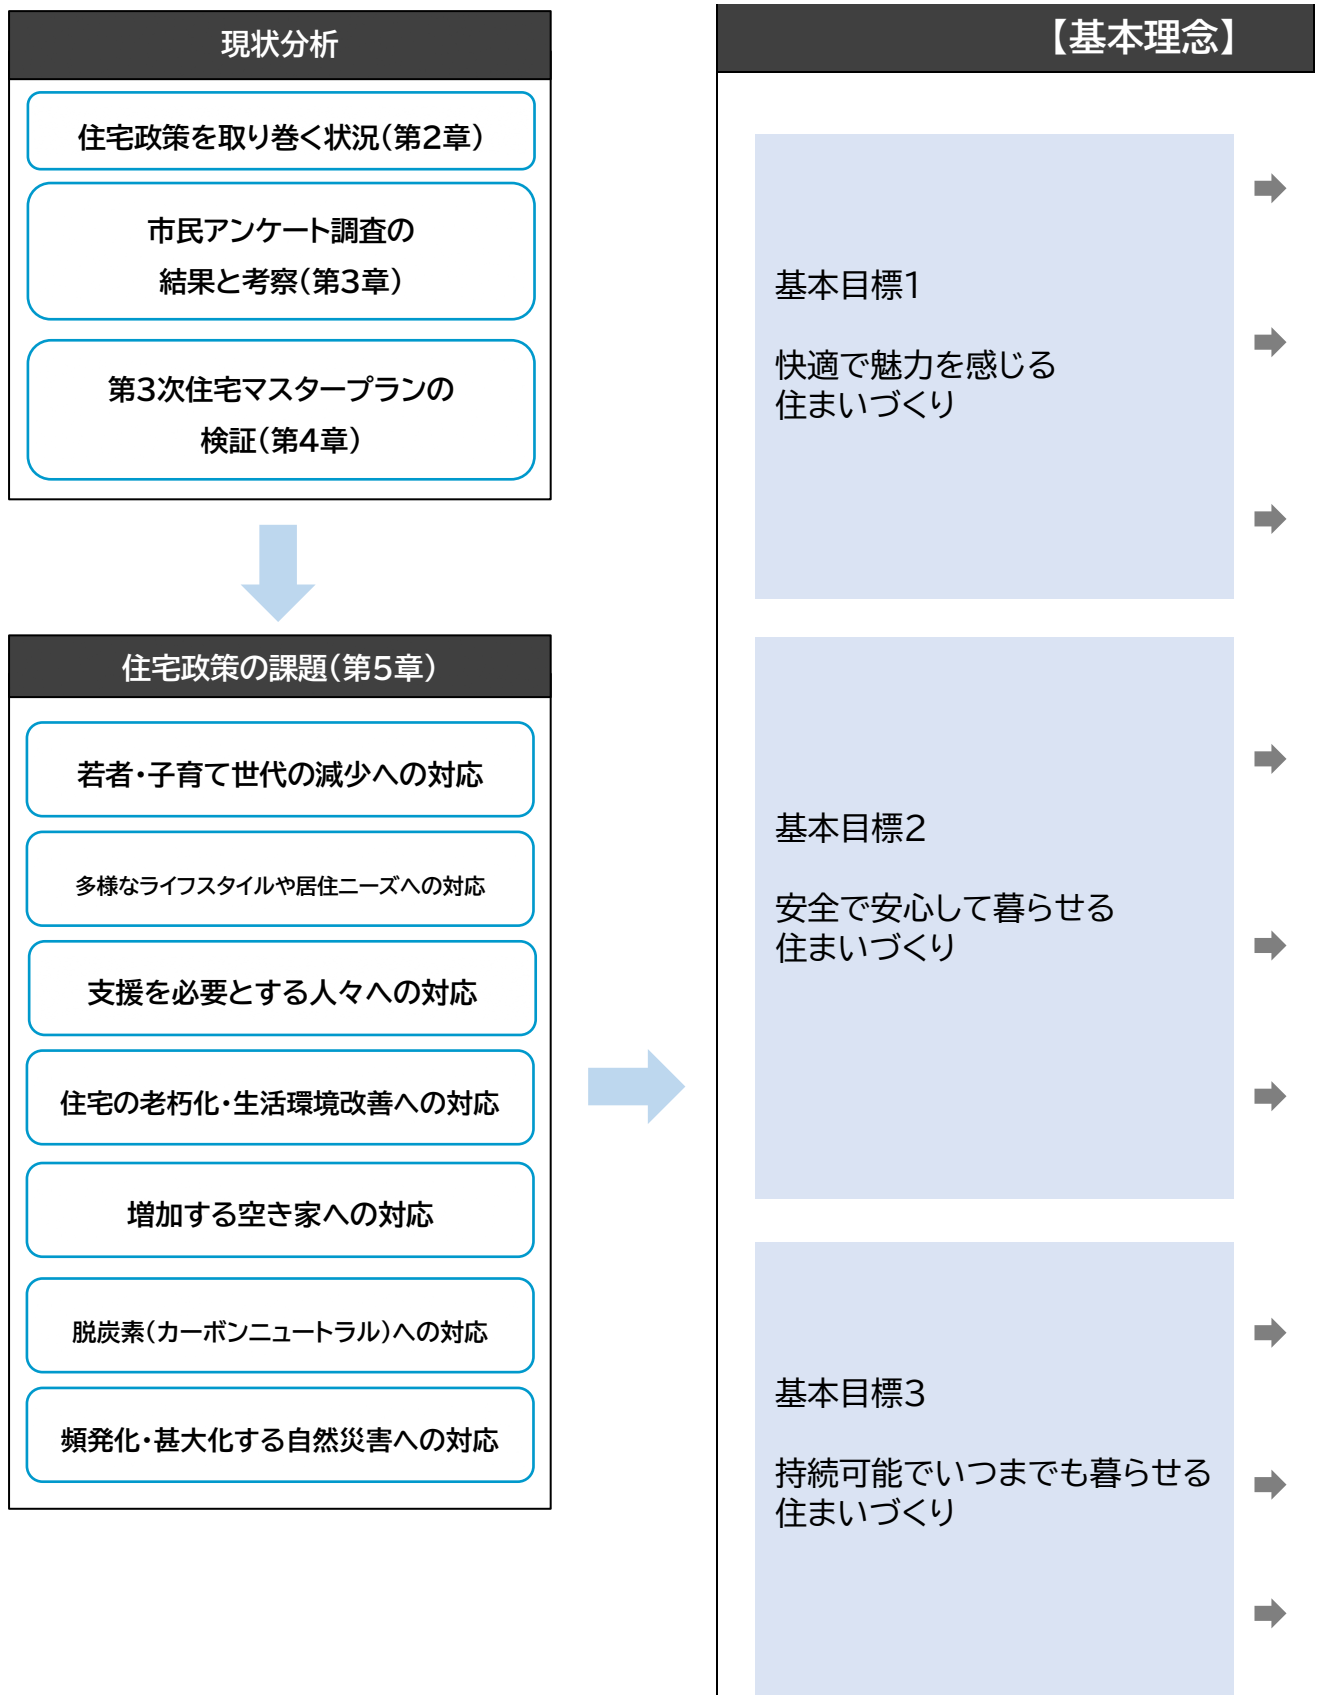 現状分析
住宅政策を取り巻く状況(第2章)
市民アンケート調査の
結果と考察(第3章)
第3次住宅マスタープランの
検証(第4章)
住宅政策の課題(第5章)
若者・子育て世代の減少への対応
多様なライフスタイルや居住ニーズへの対応
支援を必要とする人々への対応
住宅の老朽化・生活環境改善への対応
増加する空き家への対応
脱炭素(カーボンニュートラル)への対応
頻発化・甚大化する自然災害への対応
【基本理念】
基本目標1
快適で魅力を感じる
住まいづくり
基本目標2
安全で安心して暮らせる
住まいづくり
基本目標3
持続可能でいつまでも暮らせる
住まいづくり